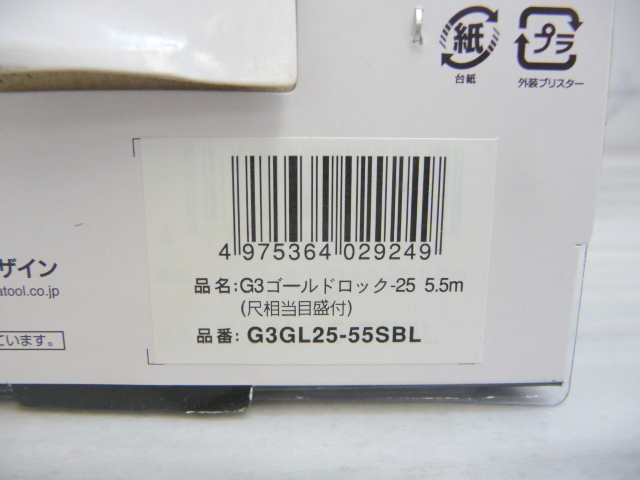 紙
台紙
プラ
外装ブリスター
4 975364 029249
品名:G3ゴールドロック-25 5.5m
(尺相当目盛付)
品番: G3GL25-55SBL
ザイン
atool.co.jp
ています。